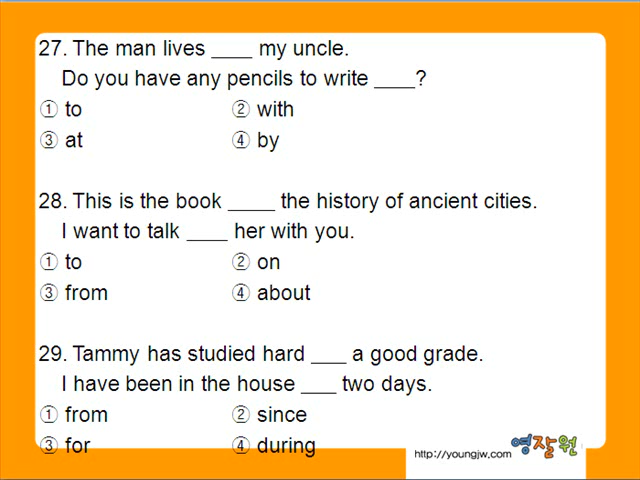 27. The man lives ____ my uncle.
Do you have any pencils to write ____?
① to ② with
③ at ④ by
28. This is the book ____ the history of ancient cities.
I want to talk ____ her with you.
① to ② on
③ from ④ about
29. Tammy has studied hard ___ a good grade.
I have been in the house ___ two days.
① from ② since
③ for ④ during
http://youngjw.com 영잘원